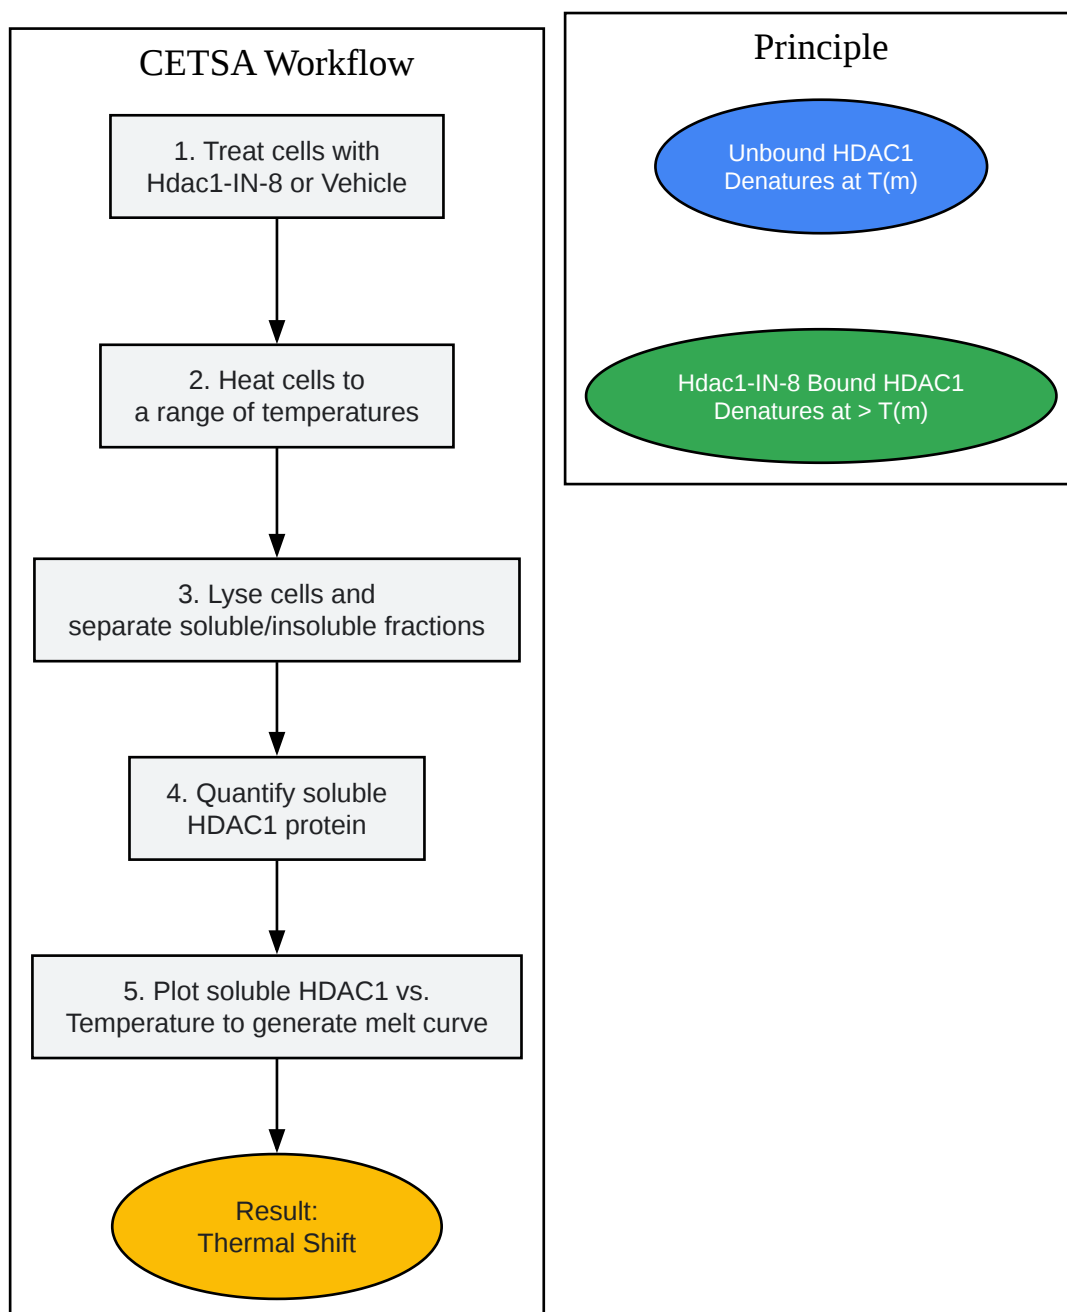 CETSA Workflow
1. Treat cells with
Hdac1-IN-8 or Vehicle
2. Heat cells to
a range of temperatures
3. Lyse cells and
separate soluble/insoluble fractions
4. Quantify soluble
HDAC1 protein
5. Plot soluble HDAC1 vs.
Temperature to generate melt curve
Result:
Thermal Shift
Principle
Unbound HDAC1
Denatures at T(m)
Hdac1-IN-8 Bound HDAC1
Denatures at > T(m)